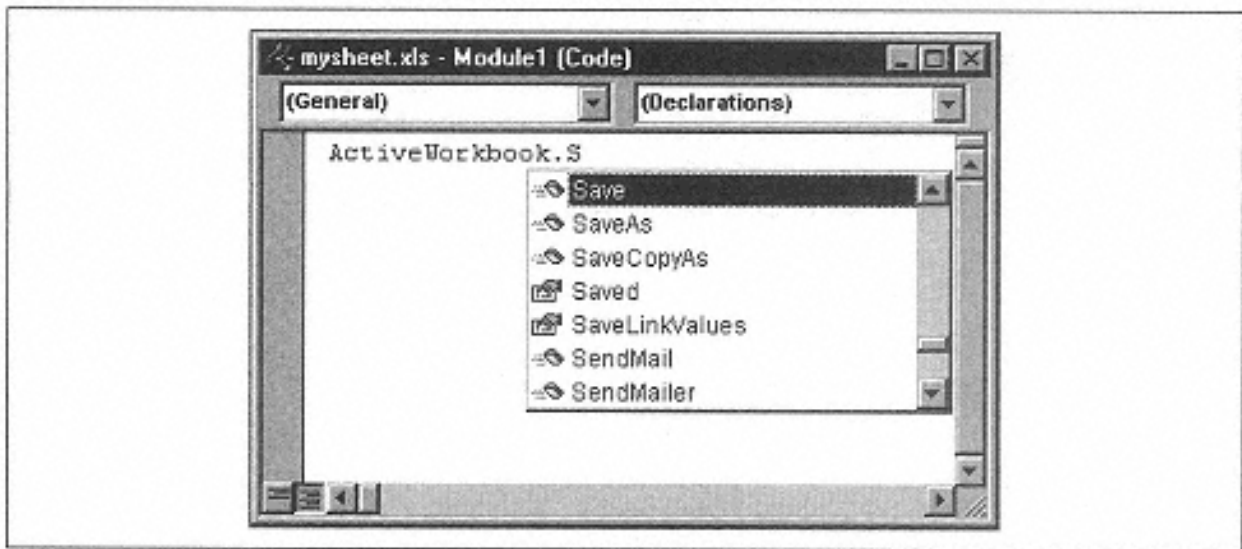 mysheet.xls - Module1 (Code)
(General) (Declarations)
ActiveWorkbook.S
Save
SaveAs
SaveCopyAs
Saved
SaveLinkValues
SendMail
SendMailer